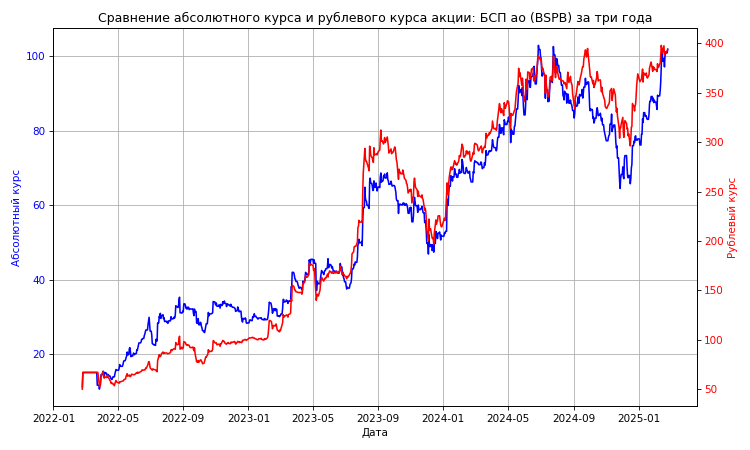 Сравнение абсолютного курса и рублевого курса акции: БСП ао (BSPB) за три года
Абсолютный курс
100
80
60
40
20
400
350
300
250
200
150
100
50
Рублевый курс
2022-01 2022-05 2022-09 2023-01 2023-05 2023-09 2024-01 2024-05 2024-09 2025-01
Дата